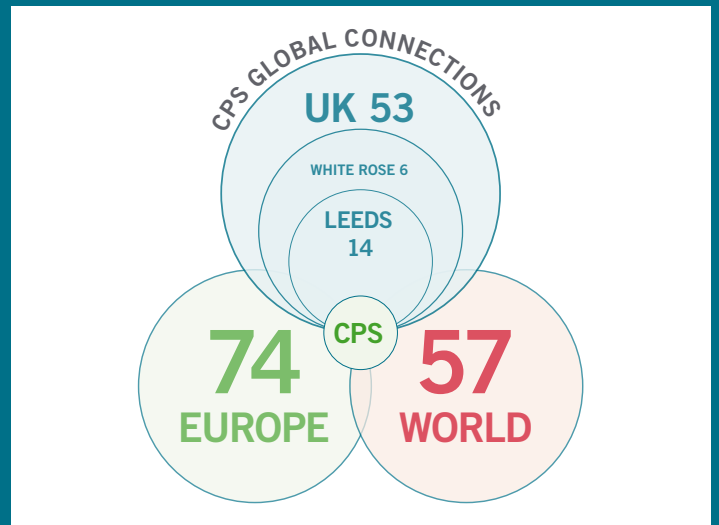 CPS GLOBAL CONNECTIONS
UK 53
WHITE ROSE 6
LEEDS
14
CPS
74
EUROPE
57
WORLD